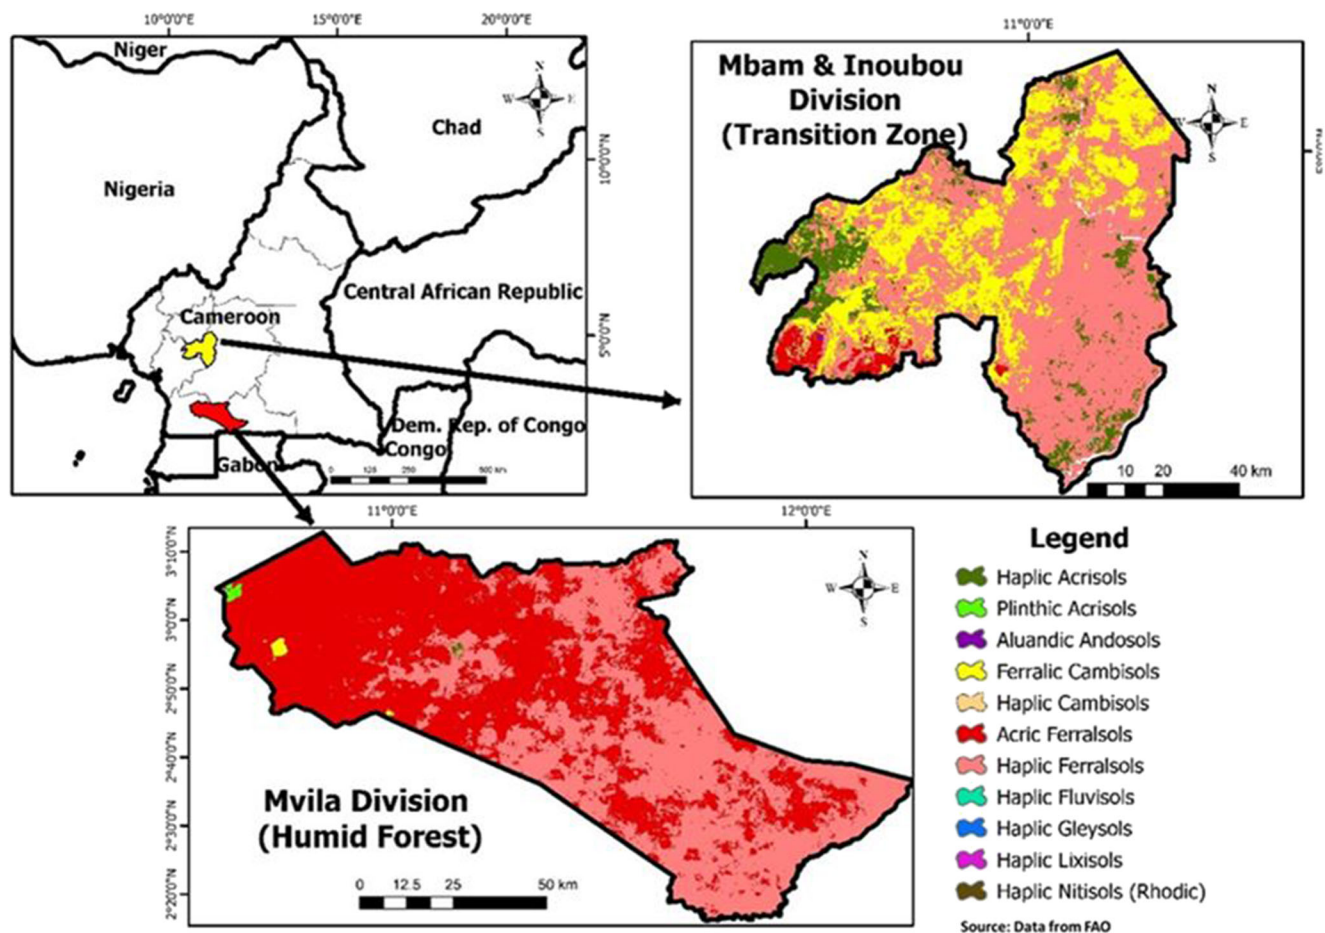 10°0'0"E 15°0'0"E 20°0'0"E
Niger
N
W E
S
Chad
Nigeria
10°0'0"N
Central African Republic
Cameroon
5°0'0"N
Dem. Rep. of Congo
Congo
Gabon
0 125 250 500 km
11°0'0"E
Mbam & Inoubou
Division
(Transition Zone)
N
W E
S
10 20 40 km
11°0'0"E 12°0'0"E
3°10'0"N
3°0'0"N
2°50'0"N
2°40'0"N
2°30'0"N
2°20'0"N
N
W E
S
Mvila Division
(Humid Forest)
0 12.5 25 50 km
Legend
Haplic Acrisols
Plinthic Acrisols
Aluandic Andosols
Ferralic Cambisols
Haplic Cambisols
Acric Ferralsols
Haplic Ferralsols
Haplic Fluvisols
Haplic Gleysols
Haplic Lixisols
Haplic Nitisols (Rhodic)
Source: Data from FAO